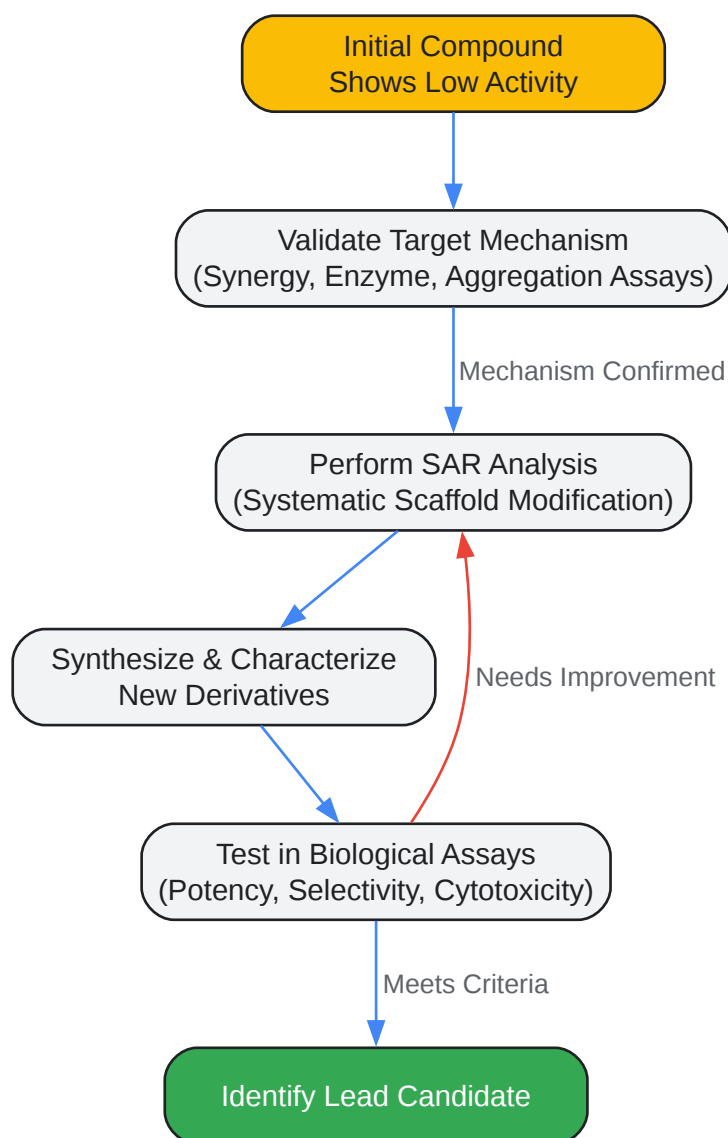 Initial Compound
Shows Low Activity
Validate Target Mechanism
(Synergy, Enzyme, Aggregation Assays)
Mechanism Confirmed
Perform SAR Analysis
(Systematic Scaffold Modification)
Synthesize & Characterize
New Derivatives
Needs Improvement
Test in Biological Assays
(Potency, Selectivity, Cytotoxicity)
Meets Criteria
Identify Lead Candidate